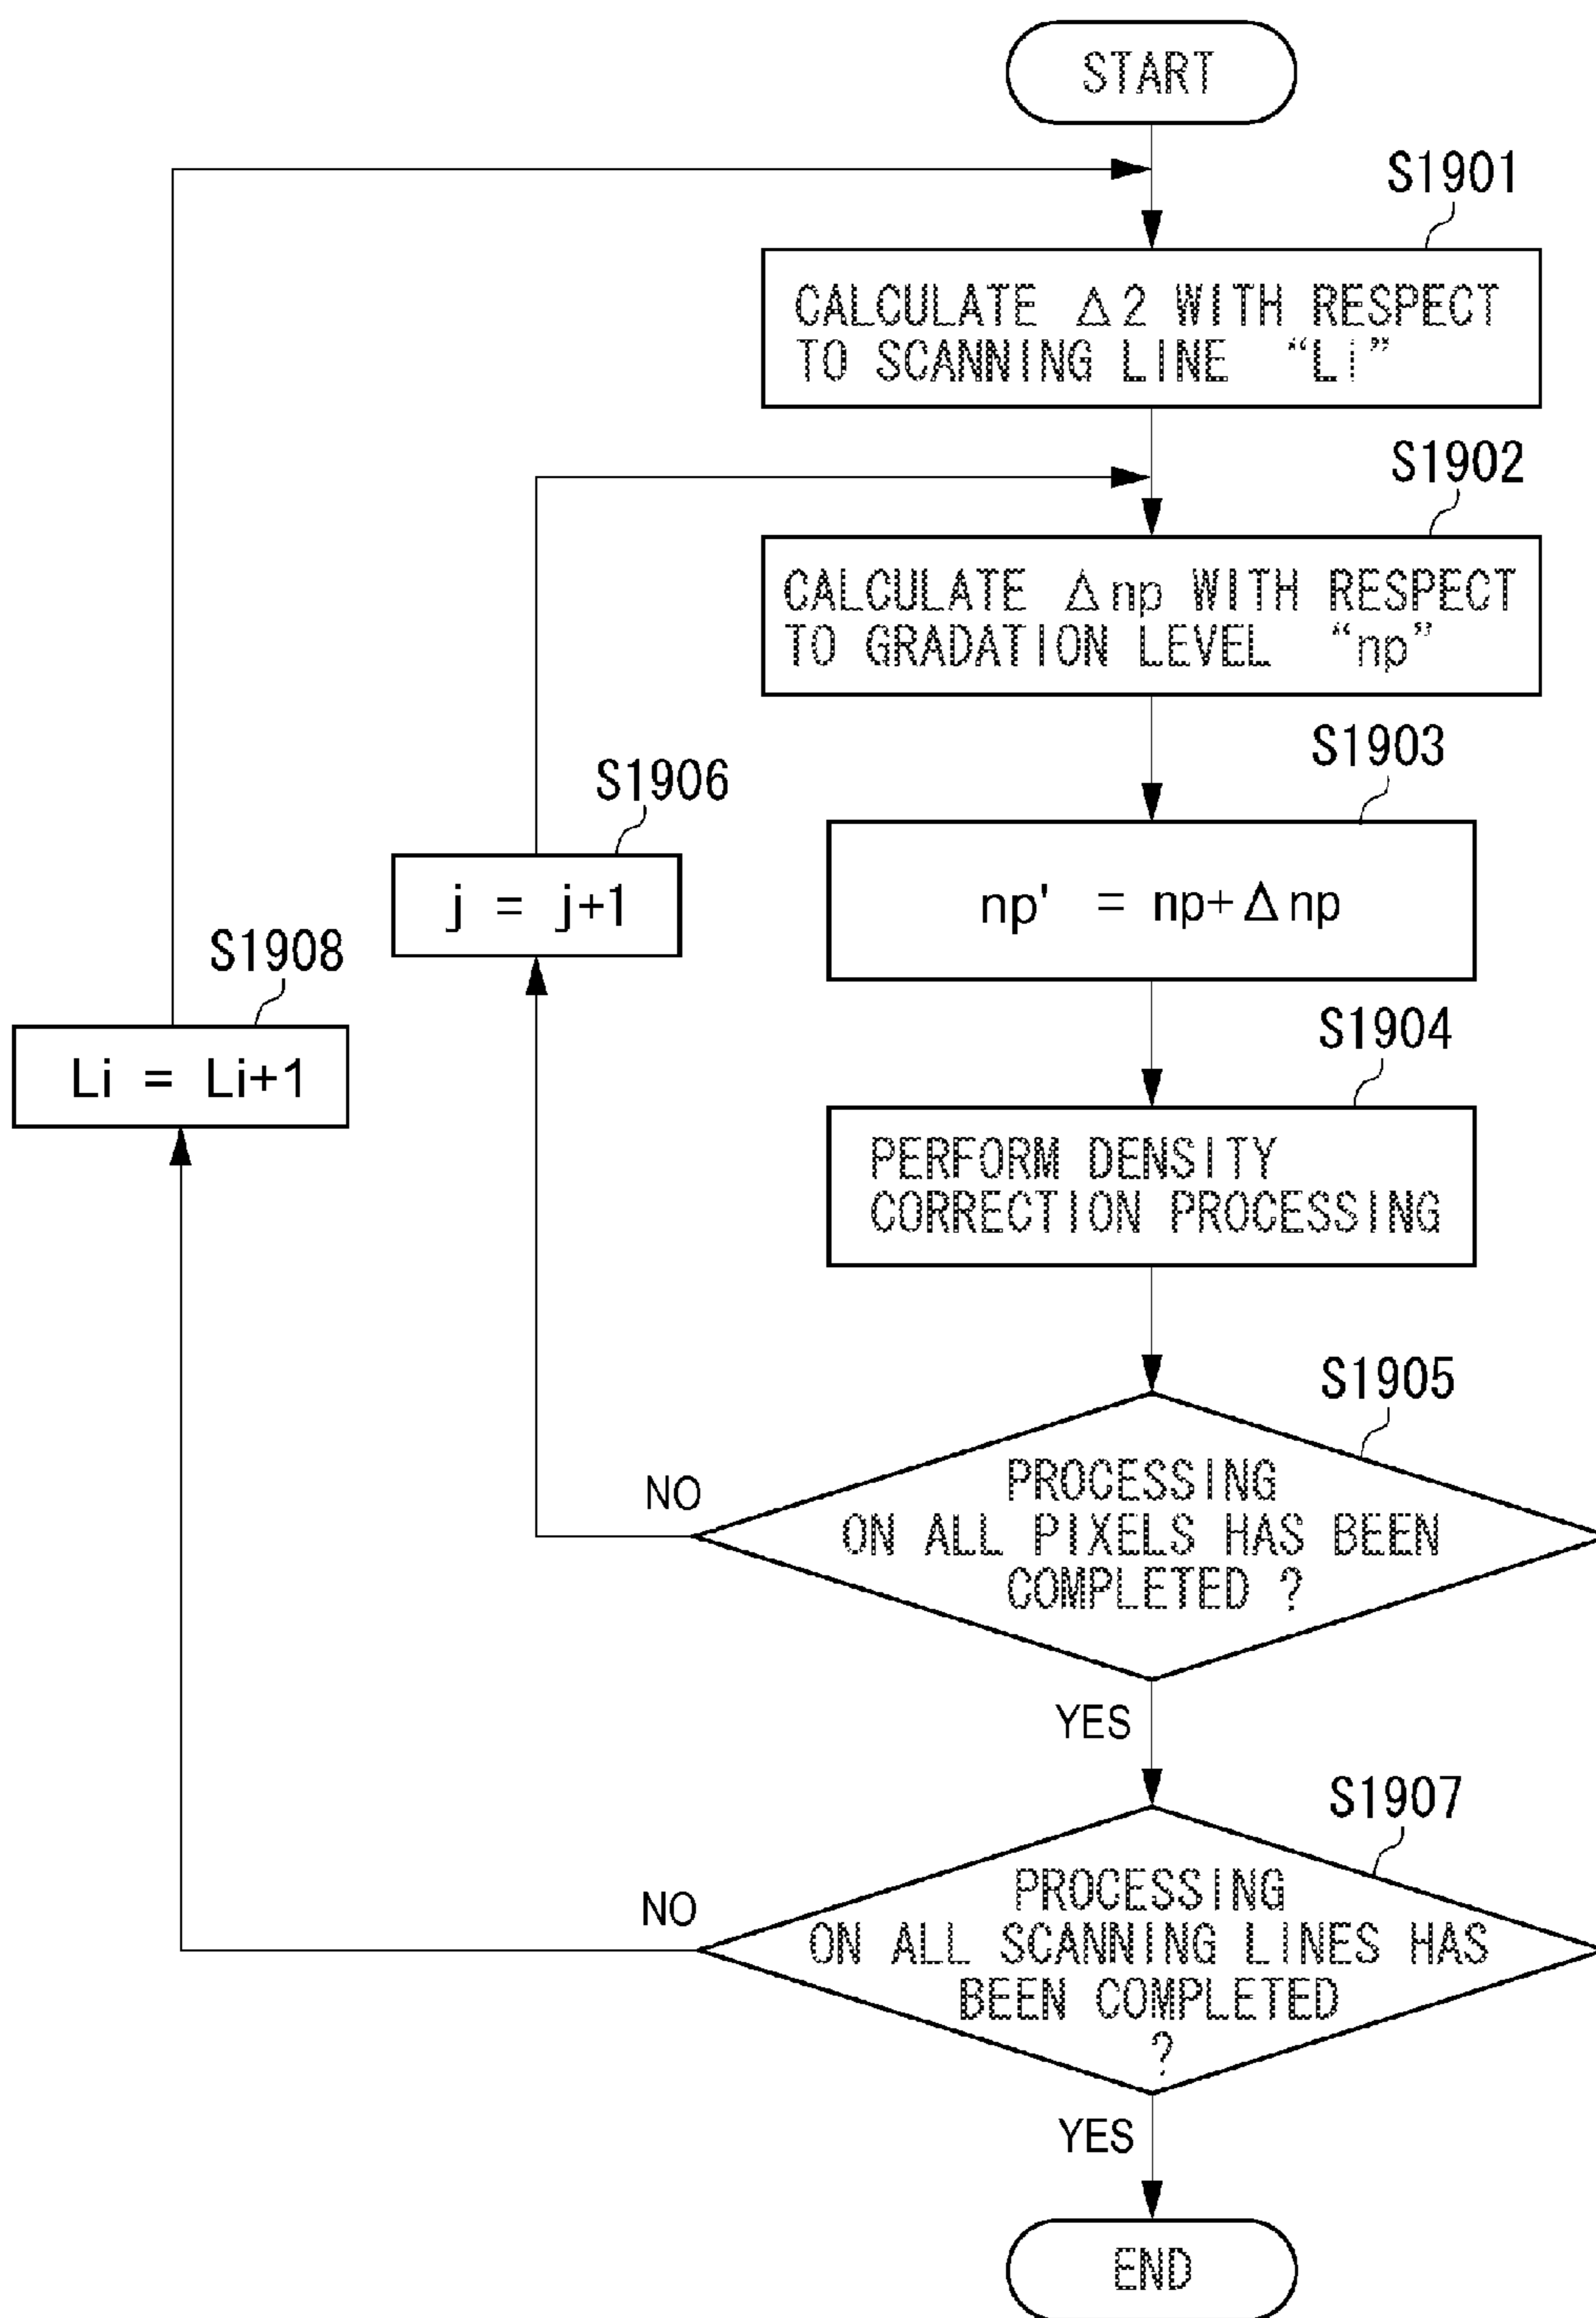 START
S1901
CALCULATE Δ2 WITH RESPECT
TO SCANNING LINE “Li”
S1902
CALCULATE Δnp WITH RESPECT
TO GRADATION LEVEL “np”
S1903
np' = np+Δnp
S1906
j = j+1
S1908
Li = Li+1
S1904
PERFORM DENSITY
CORRECTION PROCESSING
S1905
PROCESSING
ON ALL PIXELS HAS BEEN
COMPLETED ?
NO
YES
S1907
PROCESSING
ON ALL SCANNING LINES HAS
BEEN COMPLETED
?
NO
YES
END